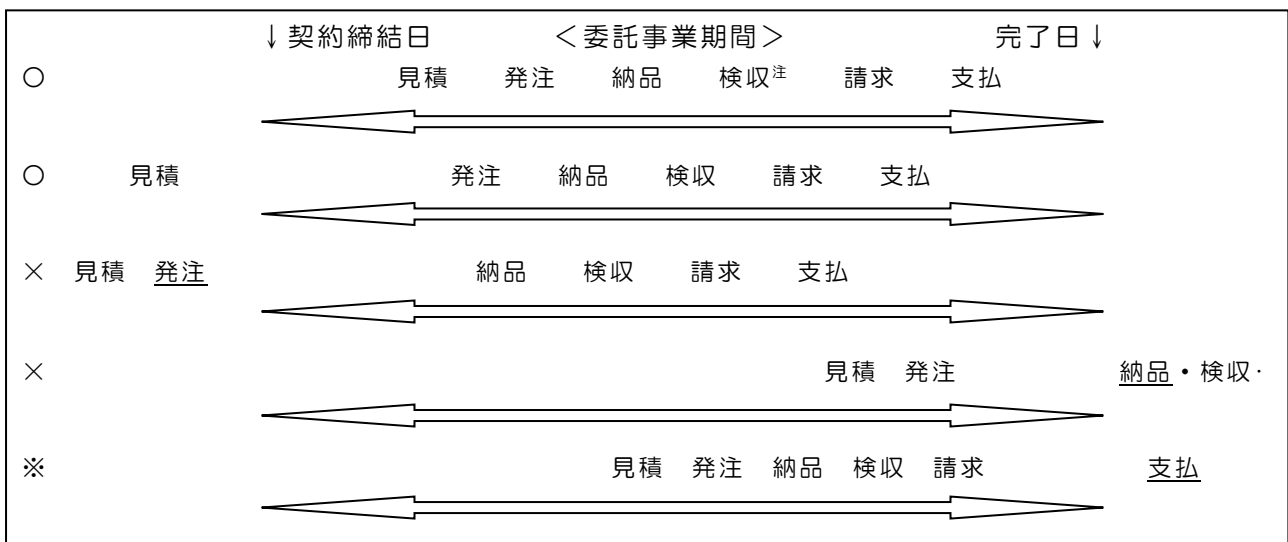 ↓契約締結日 <委託事業期間> 完了日↓
○ 見積 発注 納品 検収注 請求 支払
○ 見積 発注 納品 検収 請求 支払
× 見積 発注 納品 検収 請求 支払
× 見積 発注 納品・検収・
※ 見積 発注 納品 検収 請求 支払